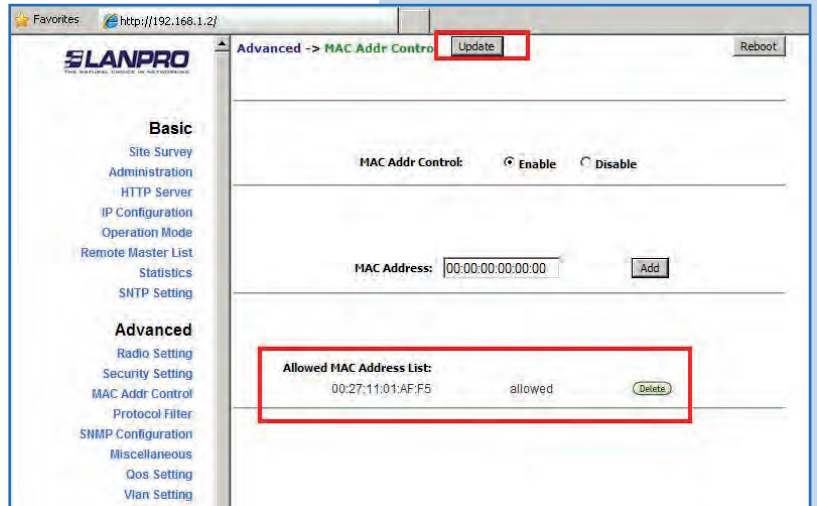 Favorites http://192.168.1.2/
LANPRO
THE NATURAL CHOICE IN NETWORKING
Advanced -> MAC Addr Contro Update Reboot
Basic
Site Survey
Administration
HTTP Server
IP Configuration
Operation Mode
Remote Master List
Statistics
SNTP Setting
Advanced
Radio Setting
Security Setting
MAC Addr Control
Protocol Filter
SNMP Configuration
Miscellaneous
Qos Setting
Vlan Setting
MAC Addr Control: Enable Disable
MAC Address: 00:00:00:00:00:00 Add
Allowed MAC Address List:
00:27:11:01:AF:F5 allowed Delete